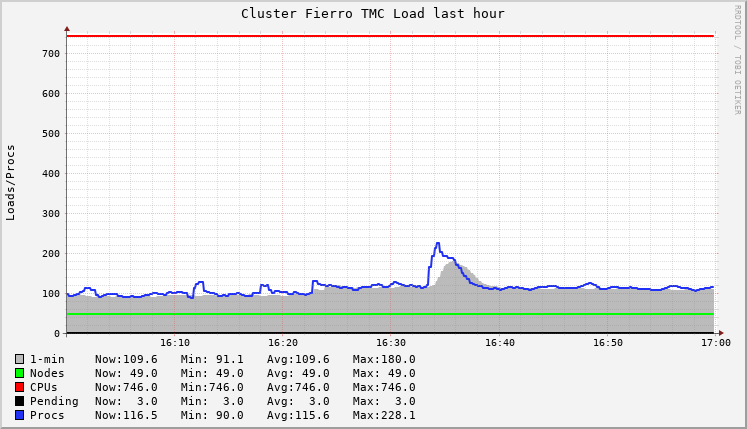 Cluster Fierro TMC Load last hour
RRDTOOL / TOBI OETIKER
Loads/Procs
700
600
500
400
300
200
100
0
16:10 16:20 16:30 16:40 16:50 17:00
1-min Now:109.6 Min: 91.1 Avg:109.6 Max:180.0
Nodes Now: 49.0 Min: 49.0 Avg: 49.0 Max: 49.0
CPUs Now:746.0 Min:746.0 Avg:746.0 Max:746.0
Pending Now: 3.0 Min: 3.0 Avg: 3.0 Max: 3.0
Procs Now:116.5 Min: 90.0 Avg:115.6 Max:228.1